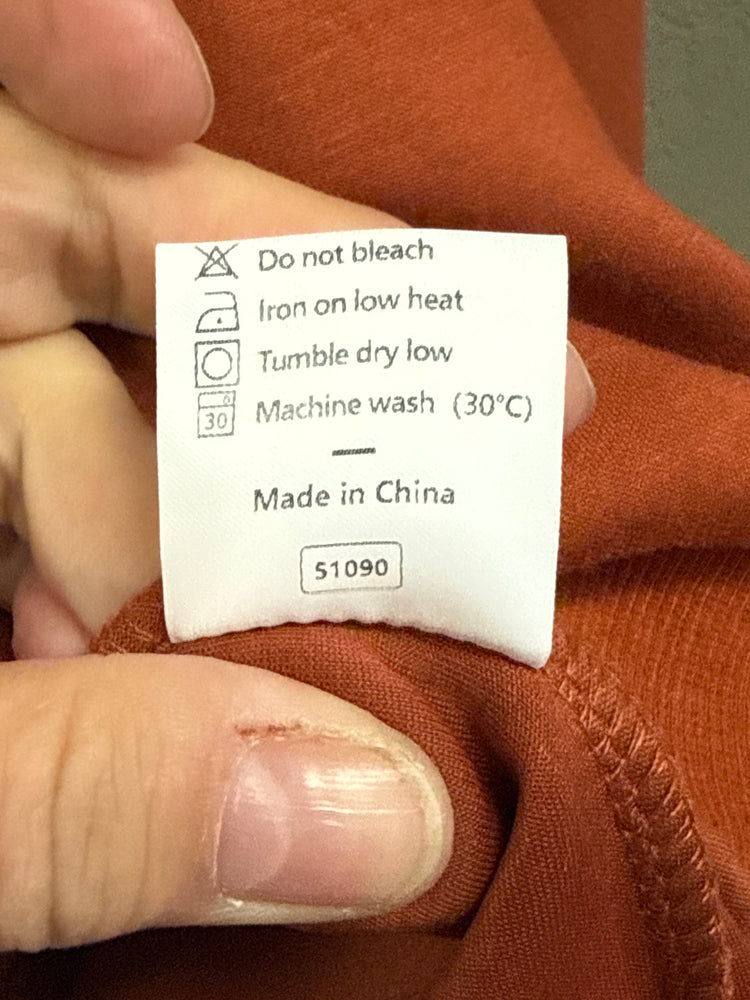 Do not bleach
Iron on low heat
Tumble dry low
Machine wash (30°C)
30
Made in China
51090